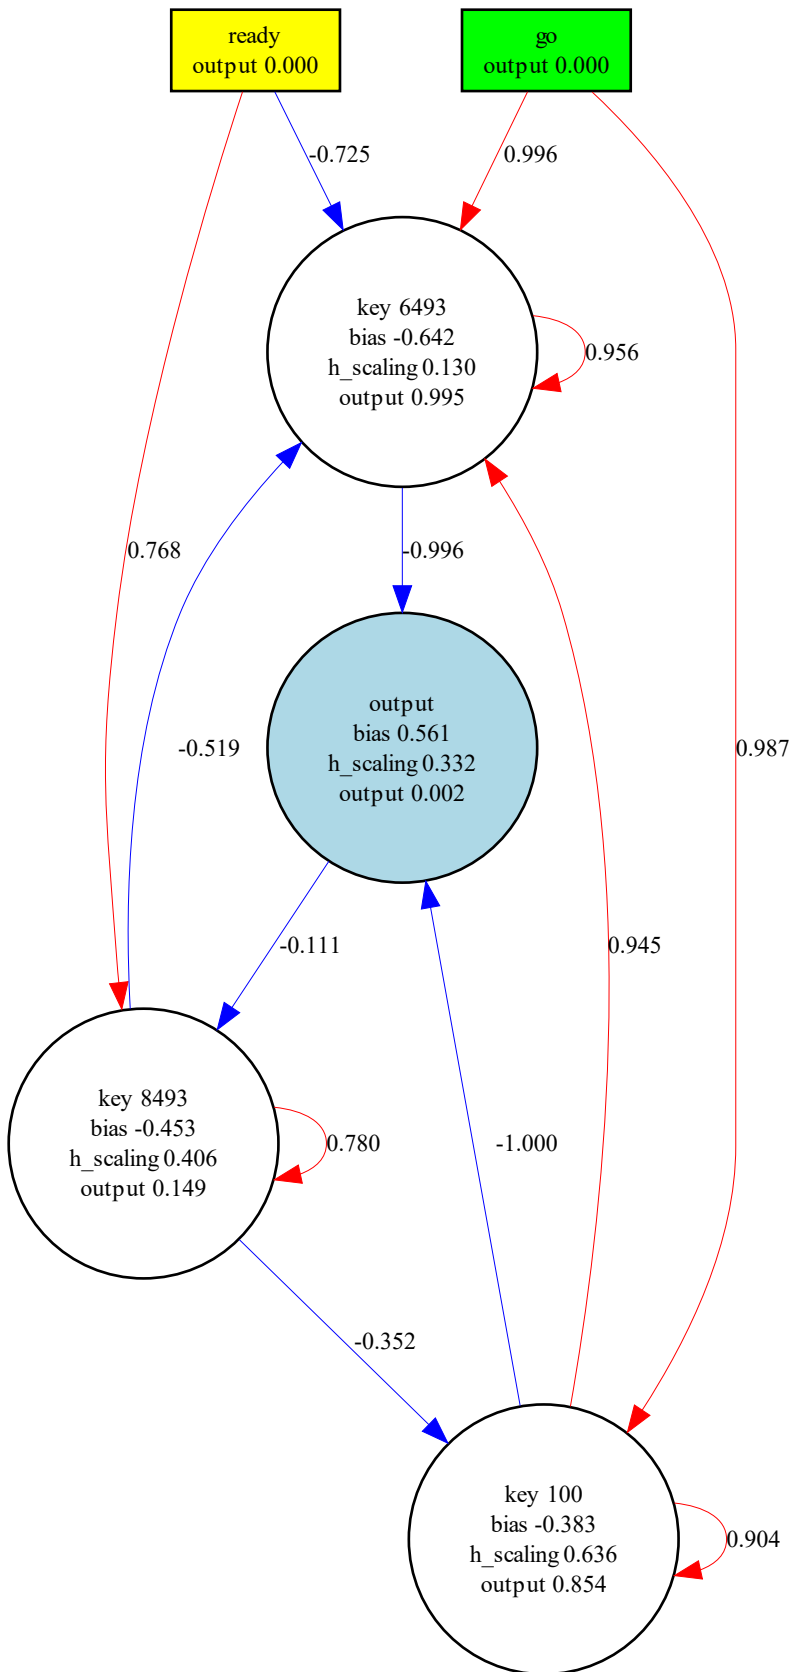 ready
output 0.000
go
output 0.000
-0.725
0.996
key 6493
bias -0.642
h_scaling 0.130
output 0.995
0.956
0.768
-0.996
output
bias 0.561
h_scaling 0.332
output 0.002
-0.519
0.987
-0.111
0.945
key 8493
bias -0.453
h_scaling 0.406
output 0.149
0.780
-1.000
-0.352
key 100
bias -0.383
h_scaling 0.636
output 0.854
0.904